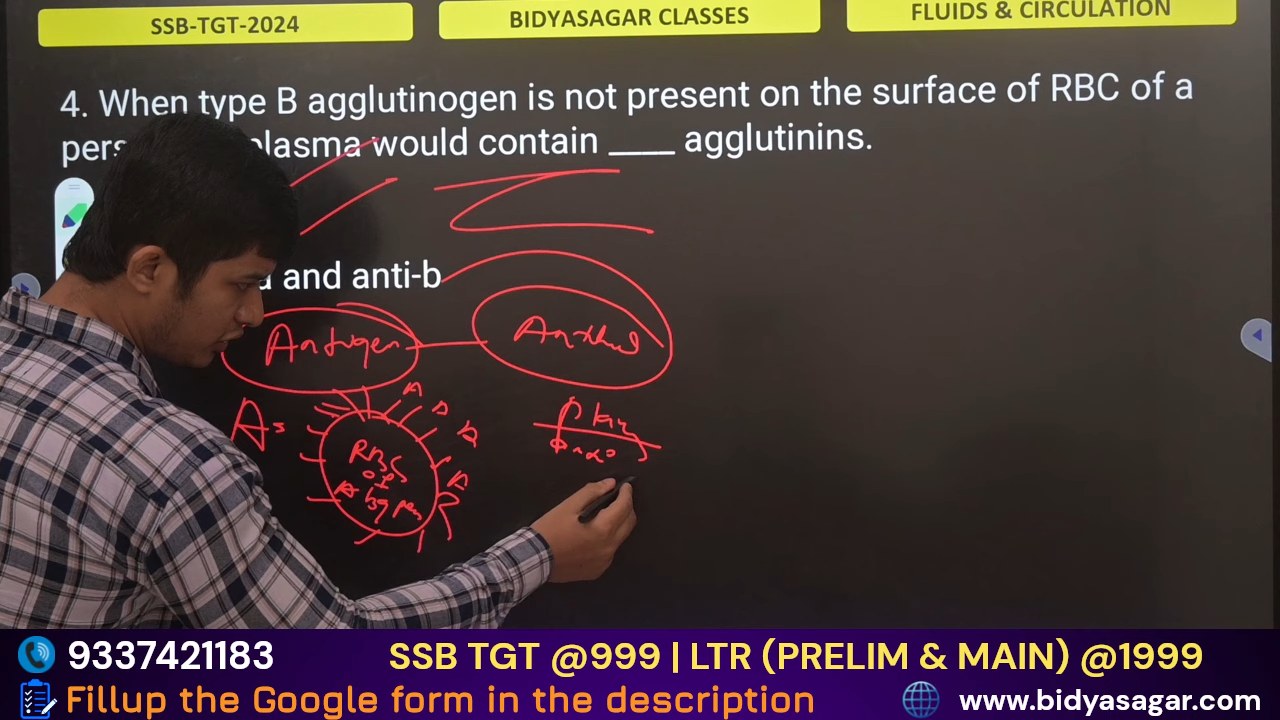 SSB-TGT-2024
BIDYASAGAR CLASSES
FLUIDS & CIRCULATION
4. When type B agglutinogen is not present on the surface of RBC of a
plasma would contain ____ agglutinins.
and anti-b
Antigen
A
A
RBC
of
A
9337421183
SSB TGT @999 | LTR (PRELIM & MAIN) @1999
Fillup the Google form in the description
www.bidyasagar.com